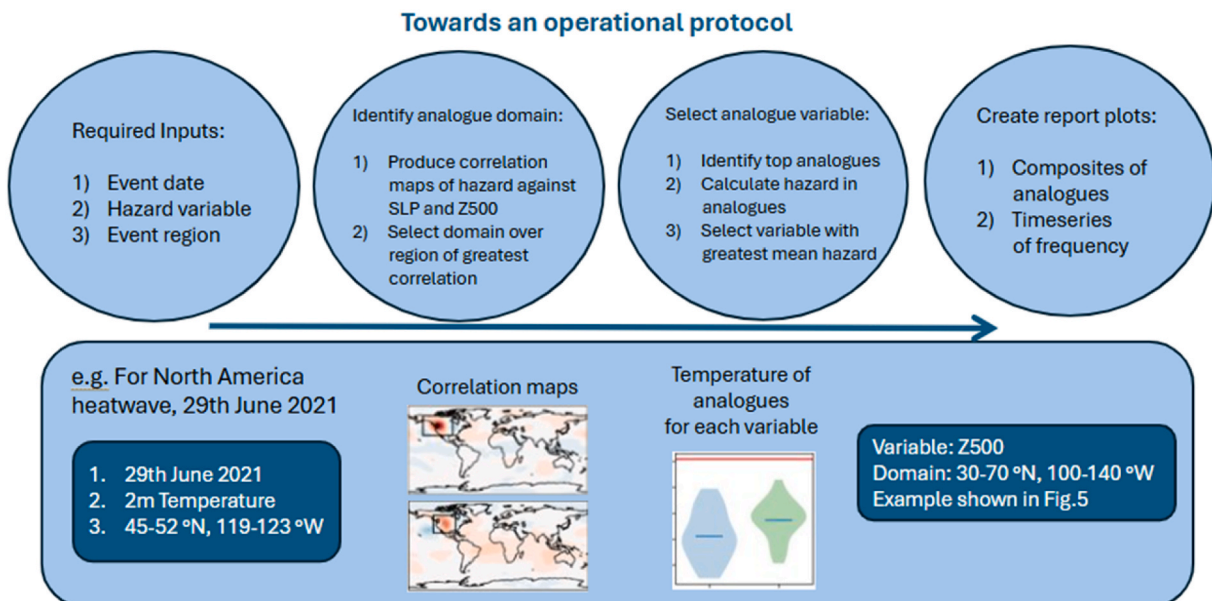 Towards an operational protocol
Required Inputs:
1) Event date
2) Hazard variable
3) Event region
Identify analogue domain:
1) Produce correlation
maps of hazard against
SLP and Z500
2) Select domain over
region of greatest
correlation
Select analogue variable:
1) Identify top analogues
2) Calculate hazard in
analogues
3) Select variable with
greatest mean hazard
Create report plots:
1) Composites of
analogues
2) Timeseries
of frequency
e.g. For North America
heatwave, 29th June 2021
1. 29th June 2021
2. 2m Temperature
3. 45-52 ºN, 119-123 ºW
Correlation maps
Temperature of
analogues
for each variable
Variable: Z500
Domain: 30-70 ºN, 100-140 ºW
Example shown in Fig.5